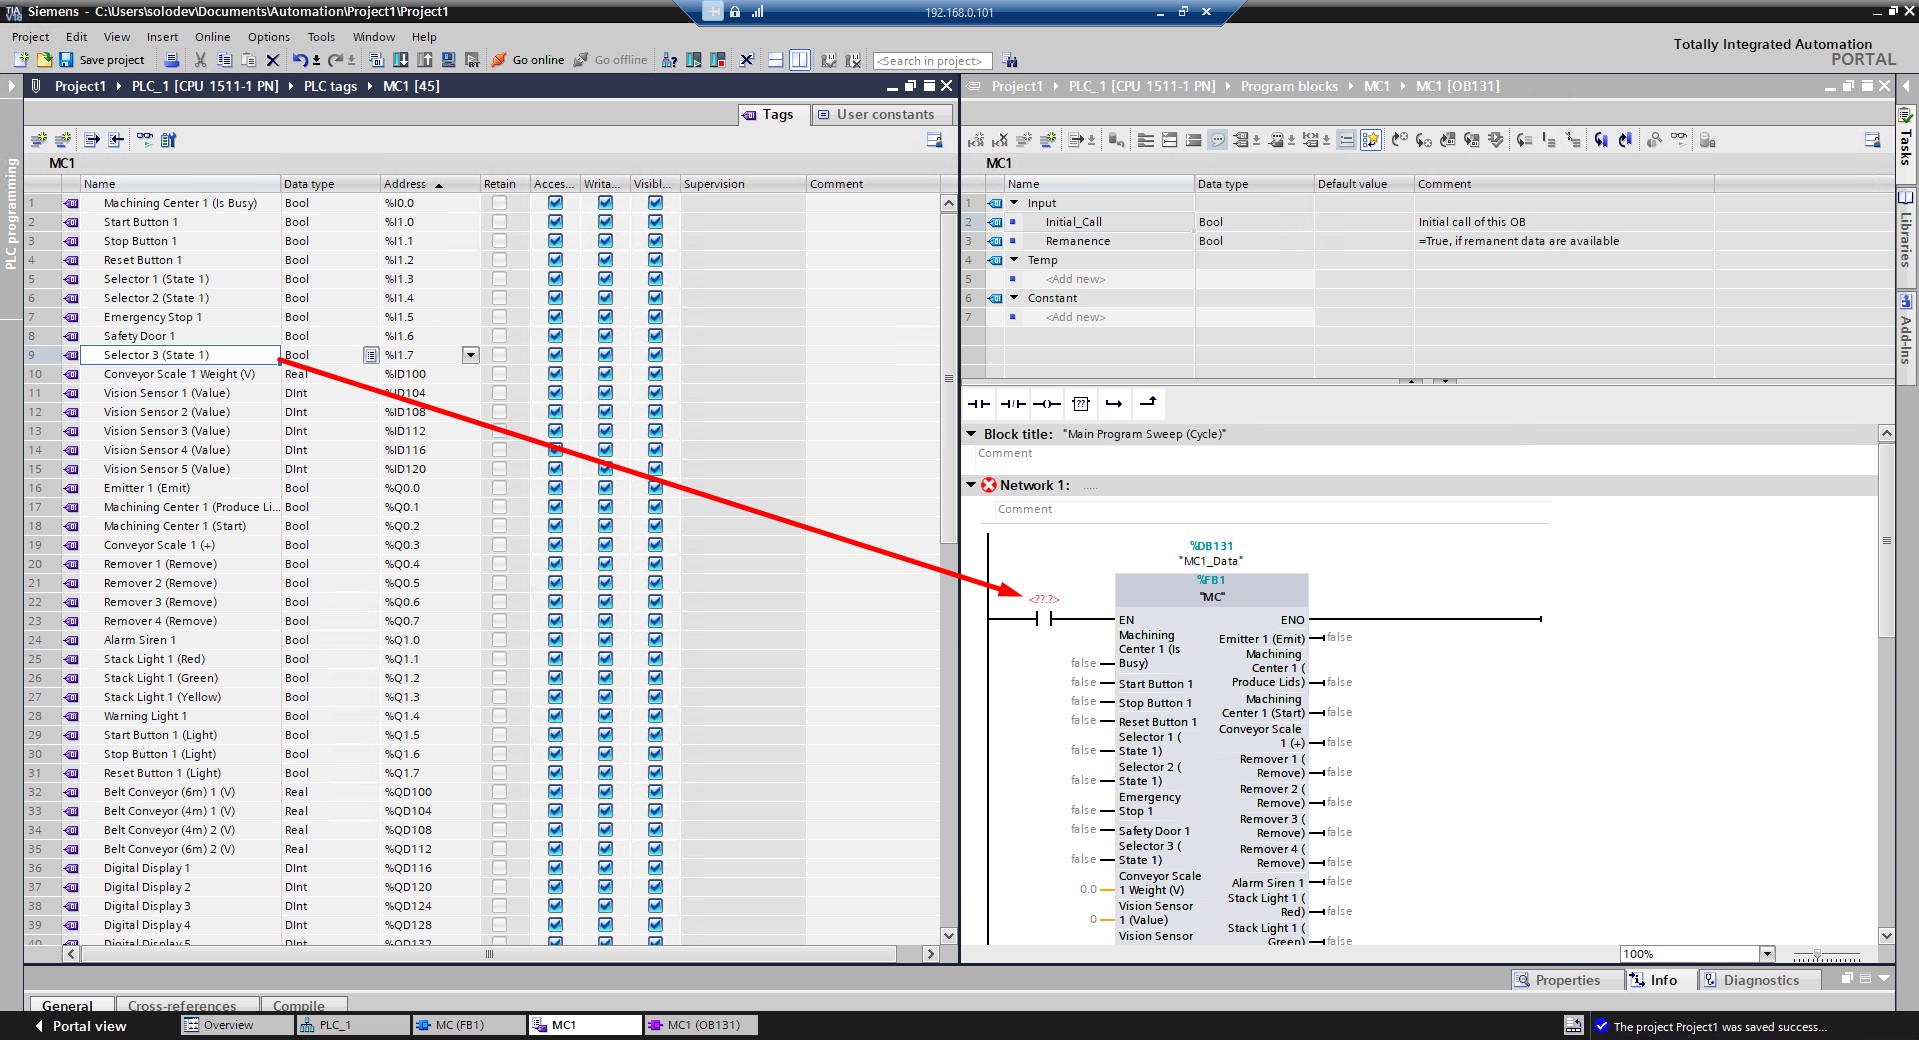 Siemens - C:\Users\solodev\Documents\Automation\Project1\Project1
192.168.0.101
Project Edit View Insert Online Options Tools Window Help
Totally Integrated Automation
PORTAL
Save project
Go online
Go offline
<Search in project>
Project1 PLC_1 [CPU 1511-1 PN] PLC tags MC1 [45]
Tags
User constants
MC1
Name Data type Address Retain Acces... Writa... Visibl... Supervision Comment
1 Machining Center 1 (Is Busy) Bool %I0.0
2 Start Button 1 Bool %I1.0
3 Stop Button 1 Bool %I1.1
4 Reset Button 1 Bool %I1.2
5 Selector 1 (State 1) Bool %I1.3
6 Selector 2 (State 1) Bool %I1.4
7 Emergency Stop 1 Bool %I1.5
8 Safety Door 1 Bool %I1.6
9 Selector 3 (State 1) Bool %I1.7
10 Conveyor Scale 1 Weight (V) Real %ID100
11 Vision Sensor 1 (Value) DInt %ID104
12 Vision Sensor 2 (Value) DInt %ID108
13 Vision Sensor 3 (Value) DInt %ID112
14 Vision Sensor 4 (Value) DInt %ID116
15 Vision Sensor 5 (Value) DInt %ID120
16 Emitter 1 (Emit) Bool %Q0.0
17 Machining Center 1 (Produce Li... Bool %Q0.1
18 Machining Center 1 (Start) Bool %Q0.2
19 Conveyor Scale 1 (+) Bool %Q0.3
20 Remover 1 (Remove) Bool %Q0.4
21 Remover 2 (Remove) Bool %Q0.5
22 Remover 3 (Remove) Bool %Q0.6
23 Remover 4 (Remove) Bool %Q0.7
24 Alarm Siren 1 Bool %Q1.0
25 Stack Light 1 (Red) Bool %Q1.1
26 Stack Light 1 (Green) Bool %Q1.2
27 Stack Light 1 (Yellow) Bool %Q1.3
28 Warning Light 1 Bool %Q1.4
29 Start Button 1 (Light) Bool %Q1.5
30 Stop Button 1 (Light) Bool %Q1.6
31 Reset Button 1 (Light) Bool %Q1.7
32 Belt Conveyor (6m) 1 (V) Real %QD100
33 Belt Conveyor (4m) 1 (V) Real %QD104
34 Belt Conveyor (4m) 2 (V) Real %QD108
35 Belt Conveyor (6m) 2 (V) Real %QD112
36 Digital Display 1 DInt %QD116
37 Digital Display 2 DInt %QD120
38 Digital Display 3 DInt %QD124
39 Digital Display 4 DInt %QD128
40 Digital Display 5 DInt %QD132
PLC programming
Project1 PLC_1 [CPU 1511-1 PN] Program blocks MC1 MC1 [OB131]
MC1
Name Data type Default value Comment
1 Input
2 Initial_Call Bool Initial call of this OB
3 Remanence Bool =True, if remanent data are available
4 Temp
5 <Add new>
6 Constant
7 <Add new>
Block title: "Main Program Sweep (Cycle)"
Comment
Network 1: .....
Comment
%DB131
"MC1_Data"
%FB1
"MC"
<??.?>
EN
Machining
Center 1 (Is
false Busy)
false Start Button 1
false Stop Button 1
false Reset Button 1
Selector 1 (
false State 1)
Selector 2 (
false State 1)
Emergency
false Stop 1
false Safety Door 1
Selector 3 (
false State 1)
Conveyor Scale
0.0 1 Weight (V)
Vision Sensor
0 1 (Value)
Vision Sensor
ENO
Emitter 1 (Emit) false
Machining
Center 1 (
Produce Lids) false
Machining
Center 1 (Start) false
Conveyor Scale
1 (+) false
Remover 1 (
Remove) false
Remover 2 (
Remove) false
Remover 3 (
Remove) false
Remover 4 (
Remove) false
Alarm Siren 1 false
Stack Light 1 (
Red) false
Stack Light 1 (
Green) false
100%
Tasks
Libraries
Add-Ins
Properties Info Diagnostics
General Cross-references Compile
Portal view Overview PLC_1 MC (FB1) MC1 MC1 (OB131) The project Project1 was saved success...